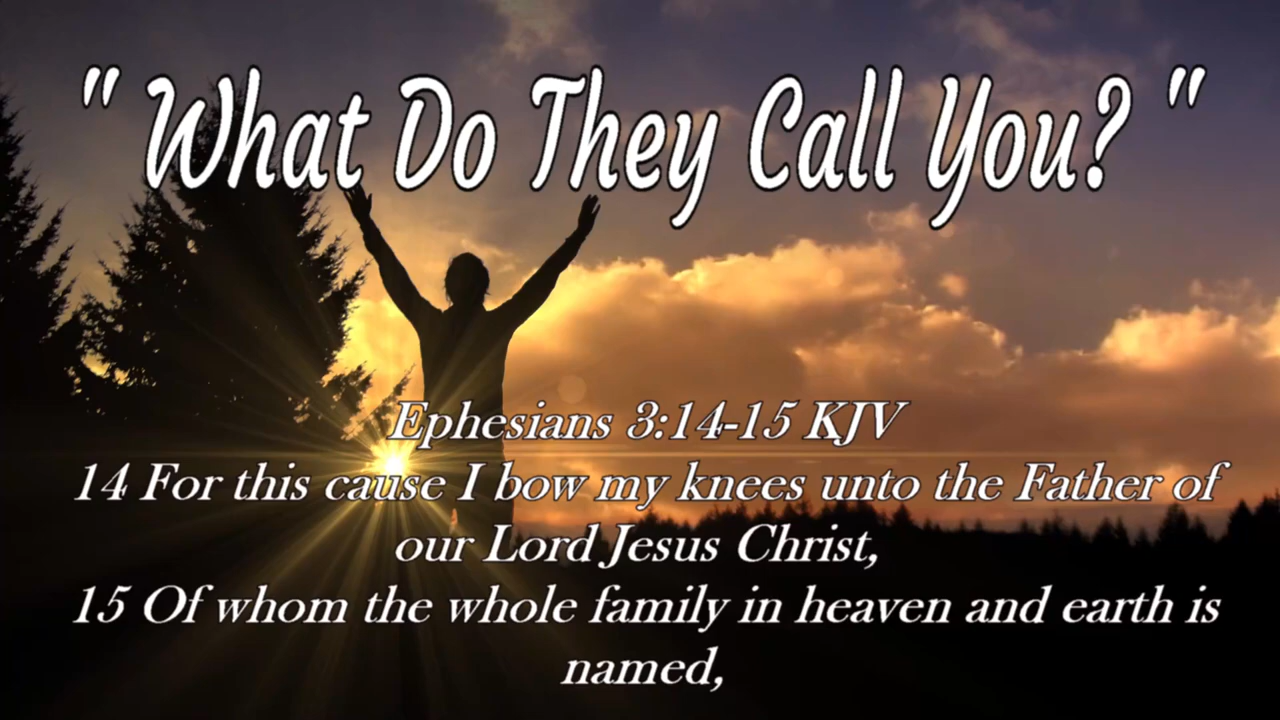 " What Do They Call You? "
Ephesians 3:14-15 KJV
14 For this cause I bow my knees unto the Father of
our Lord Jesus Christ,
15 Of whom the whole family in heaven and earth is
named,